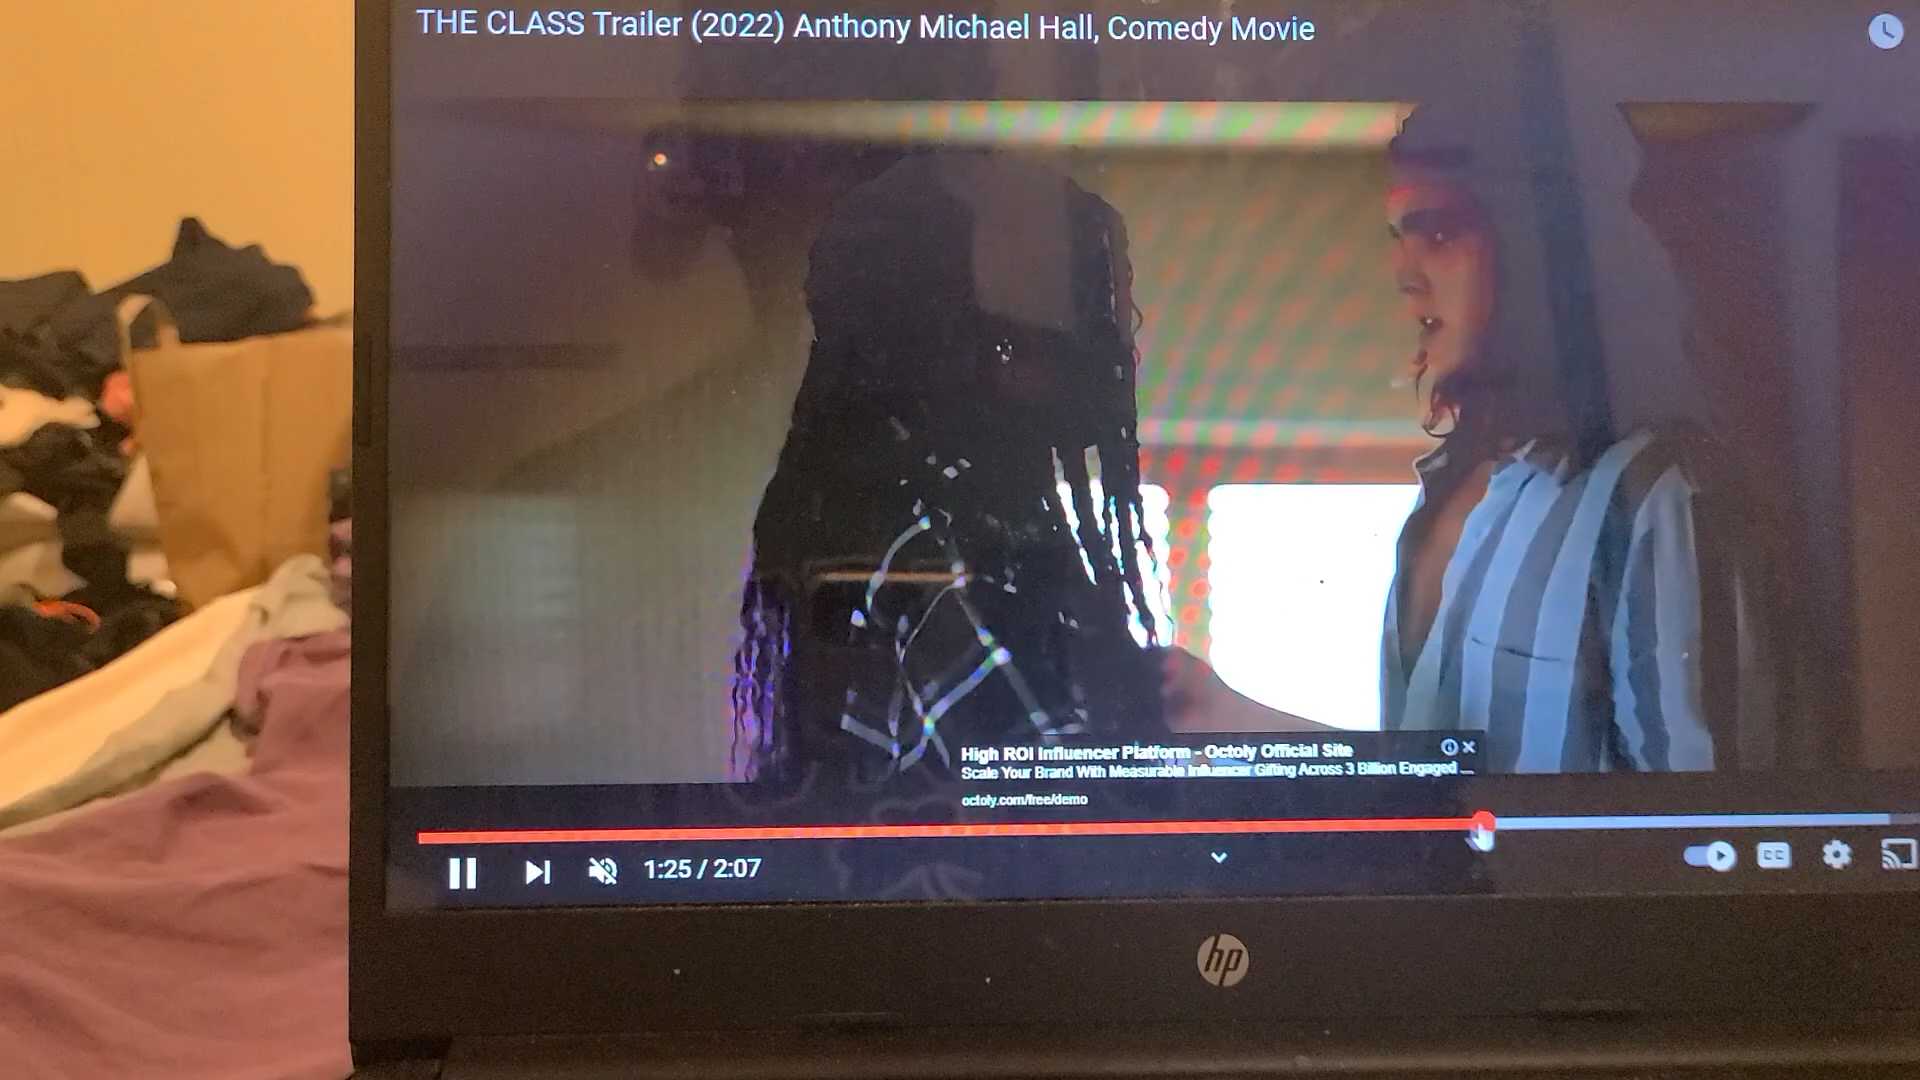 THE CLASS Trailer (2022) Anthony Michael Hall, Comedy Movie
High ROI Influencer Platform - Octoly Official Site
Scale Your Brand With Measurable Influencer Gifting Across 3 Billion Engaged ...
octoly.com/free/demo
1:25 / 2:07
CC
hp